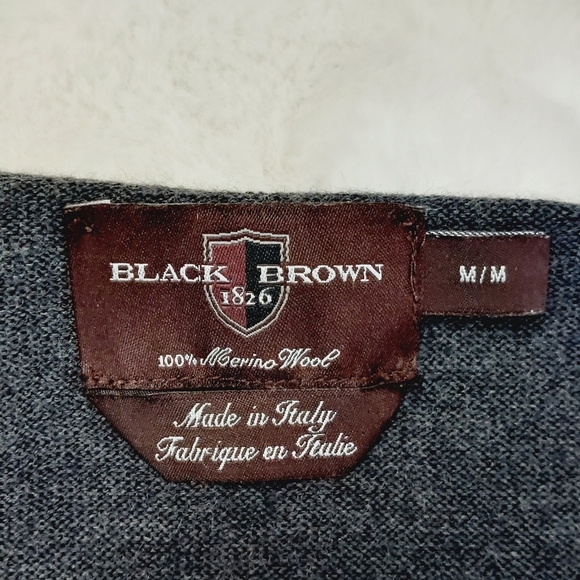 BLACK BROWN
1826
100% Merino Wool
Made in Italy
Fabrique en Italie
M/M